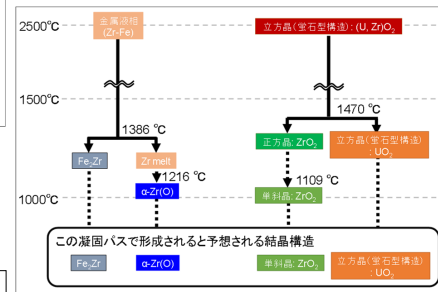 2500℃
金属液相
(Zr-Fe)
立方晶(蛍石型構造): (U, Zr)O₂
1500℃
1470 ℃
1386 ℃
Fe₂Zr
Zr melt
正方晶: ZrO₂
立方晶(蛍石型構造)
: UO₂
1216 ℃
1109 ℃
α-Zr(O)
単斜晶: ZrO₂
1000℃
この凝固パスで形成されると予想される結晶構造
Fe₂Zr
α-Zr(O)
単斜晶: ZrO₂
立方晶(蛍石型構造)
: UO₂